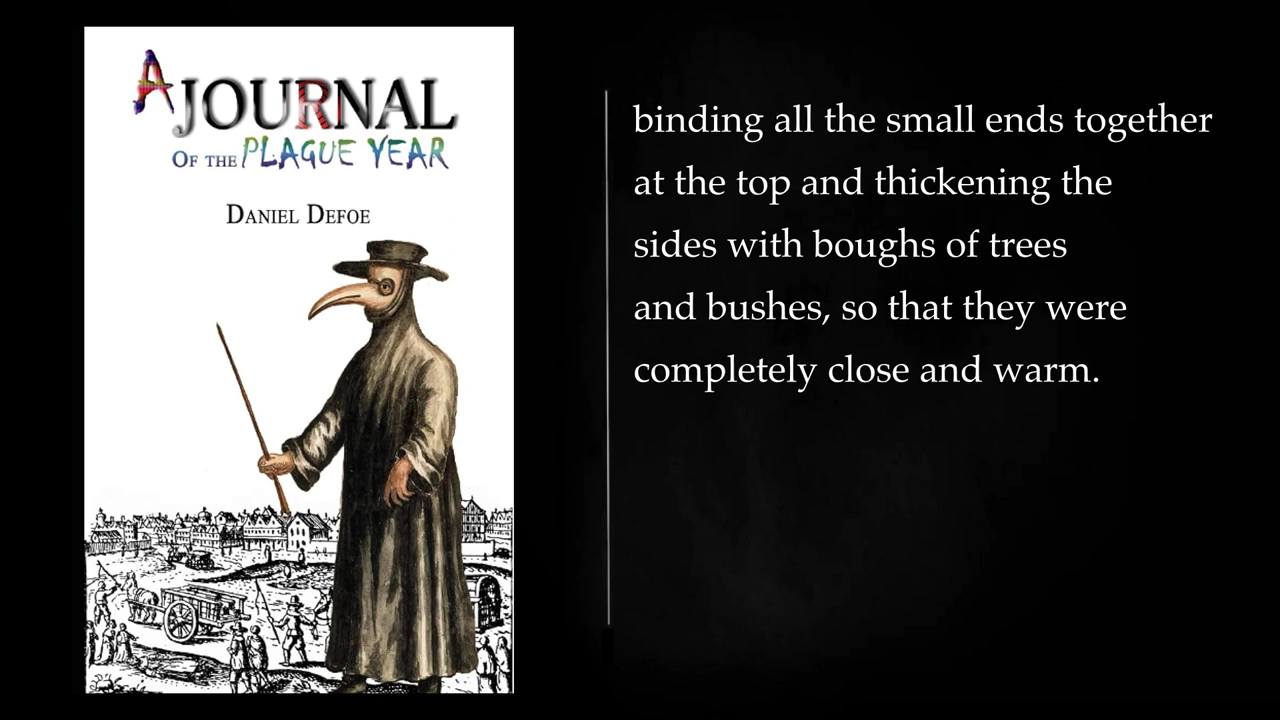 A JOURNAL
OF THE PLAGUE YEAR
DANIEL DEFOE
binding all the small ends together
at the top and thickening the
sides with boughs of trees
and bushes, so that they were
completely close and warm.